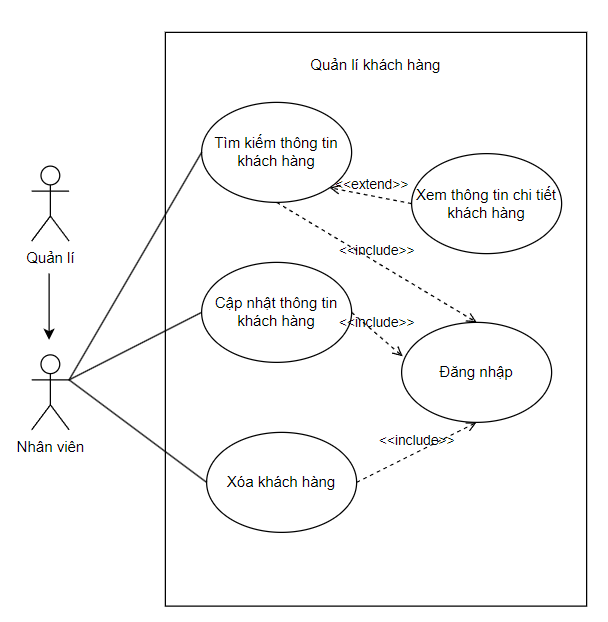 Quản lí khách hàng
Tìm kiếm thông tin
khách hàng
<<extend>>
Xem thông tin chi tiết
khách hàng
Quản lí
<<include>>
Cập nhật thông tin
khách hàng
<<include>>
Đăng nhập
Nhân viên
<<include>>
Xóa khách hàng